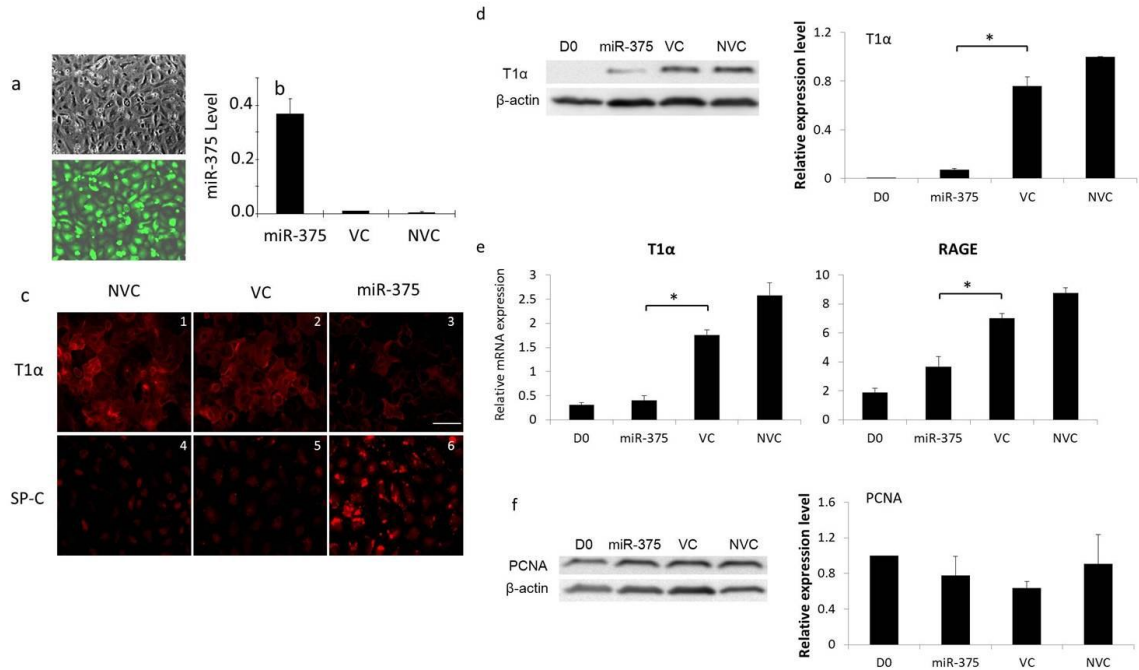 a
b
miR-375 Level
0.4
0.2
0.0
miR-375 VC NVC
c
NVC VC miR-375
T1α
1 2 3
SP-C
4 5 6
d
D0 miR-375 VC NVC
T1α
β-actin
T1α
Relative expression level
1.2
0.8
0.4
0
*
D0 miR-375 VC NVC
e
T1α
Relative mRNA expression
3
2.5
2
1.5
1
0.5
0
*
D0 miR-375 VC NVC
RAGE
10
8
6
4
2
0
*
D0 miR-375 VC NVC
f
D0 miR-375 VC NVC
PCNA
β-actin
PCNA
Relative expression level
1.6
1.2
0.8
0.4
0
D0 miR-375 VC NVC